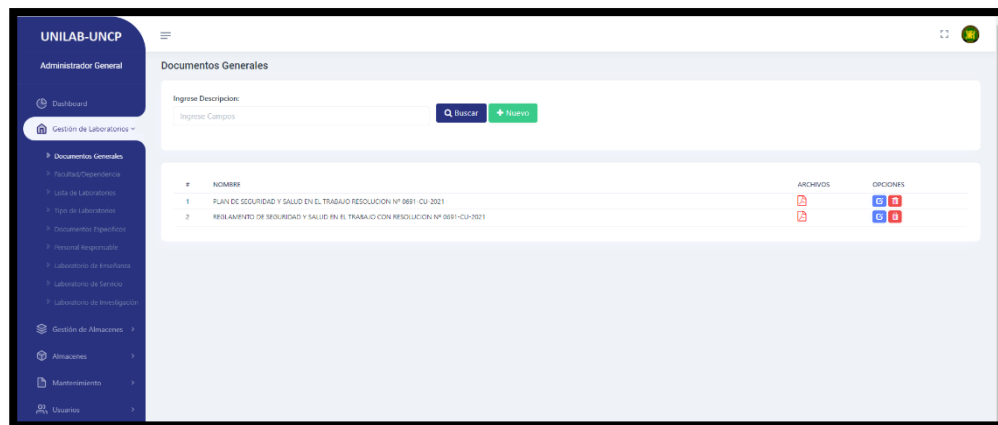 UNILAB-UNCP
Administrador General
Dashboard
Gestión de Laboratorios
Documentos Generales
Facultad/Dependencia
Lista de Laboratorios
Tipo de Laboratorios
Documentos Especificos
Personal Responsable
Laboratorio de Enseñanza
Laboratorio de Servicio
Laboratorio de Investigación
Gestión de Almacenes
Almacenes
Mantenimiento
Usuarios
Documentos Generales
Ingrese Descripcion:
Ingrese Campos
Buscar
+ Nuevo
# NOMBRE ARCHIVOS OPCIONES
1 PLAN DE SEGURIDAD Y SALUD EN EL TRABAJO RESOLUCION Nº 0691-CU-2021
2 REGLAMENTO DE SEGURIDAD Y SALUD EN EL TRABAJO CON RESOLUCION Nº 0691-CU-2021